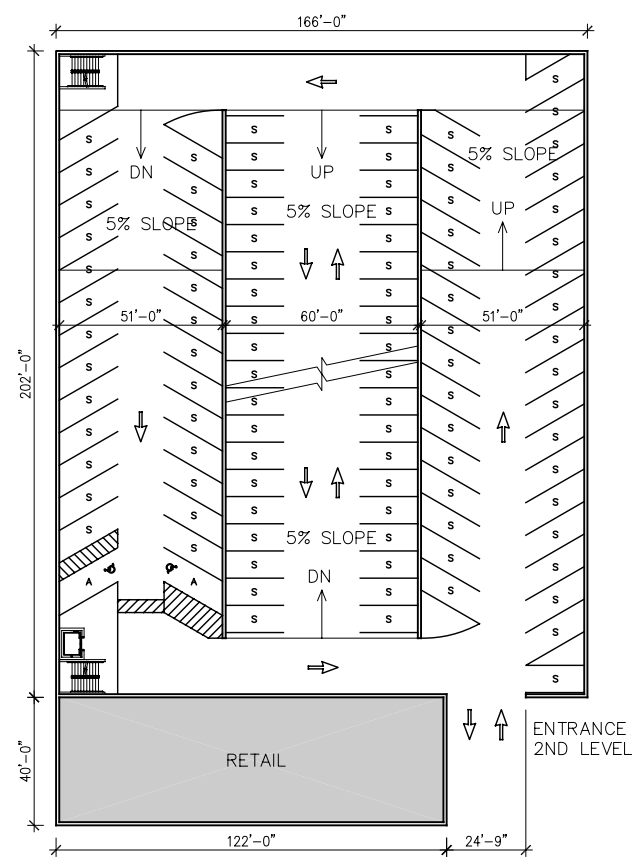 166'-0"
S
S
S S S
S S
5% SLOPE
S
S S S
S
DN
UP
S
S S S
UP
S
5% SLOPE
S S S
S
5% SLOPE
S
S S S
S
S S S
S
S S S
S
S S S
S
51'-0"
60'-0"
51'-0"
S S S
S
S S S
S
202'-0"
S S S
S
S S S
S
S S S
S
S S S
S
S S S
S
S S S
S
S S S
S
5% SLOPE
S S S
S
DN
A
A
S S S
S
S S
S
S
ENTRANCE
2ND LEVEL
40'-0"
RETAIL
122'-0"
24'-9"